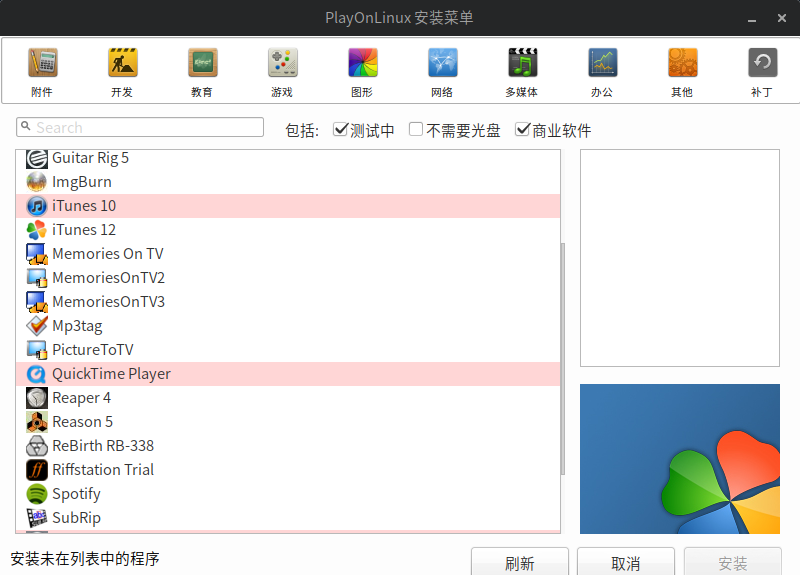 PlayOnLinux 安装菜单
附件 开发 教育 游戏 图形 网络 多媒体 办公 其他 补丁
Search 包括: 测试中 不需要光盘 商业软件
Guitar Rig 5
ImgBurn
iTunes 10
iTunes 12
Memories On TV
MemoriesOnTV2
MemoriesOnTV3
Mp3tag
PictureToTV
QuickTime Player
Reaper 4
Reason 5
ReBirth RB-338
Riffstation Trial
Spotify
SubRip
安装未在列表中的程序 刷新 取消 安装